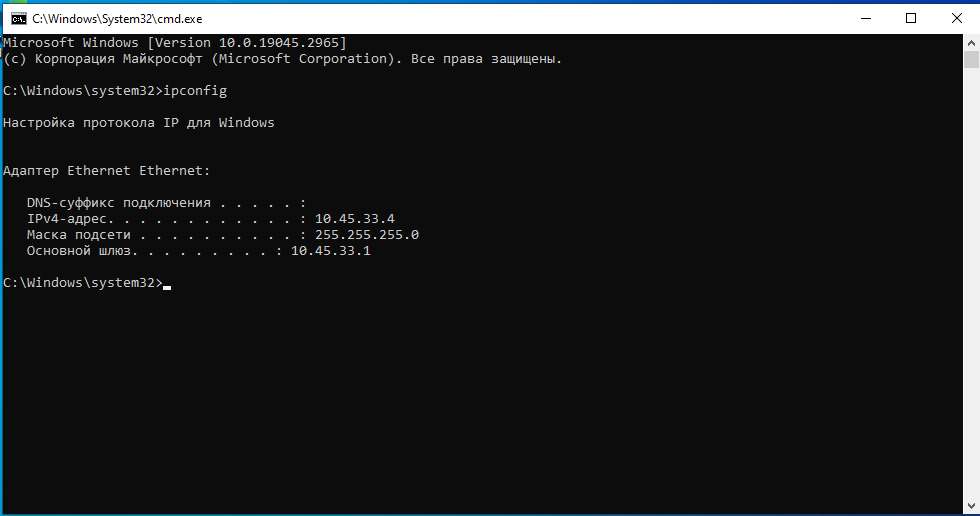 C:\Windows\System32\cmd.exe
Microsoft Windows [Version 10.0.19045.2965]
(c) Корпорация Майкрософт (Microsoft Corporation). Все права защищены.
C:\Windows\system32>ipconfig
Настройка протокола IP для Windows
Адаптер Ethernet Ethernet:
DNS-суффикс подключения . . . . . :
IPv4-адрес. . . . . . . . . . . . : 10.45.33.4
Маска подсети . . . . . . . . . . : 255.255.255.0
Основной шлюз. . . . . . . . . : 10.45.33.1
C:\Windows\system32>